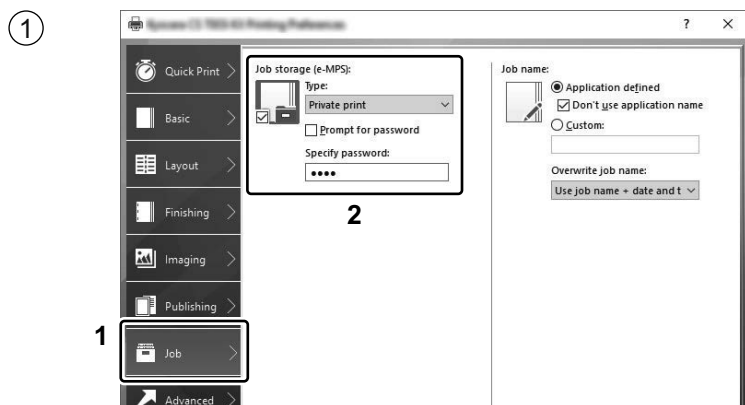 1
? ×
Quick Print >
Basic >
Layout >
Finishing >
Imaging >
Publishing >
1
Job >
Advanced >
Job storage (e-MPS):
Type:
Private print
Prompt for password
Specify password:
••••
2
Job name:
Application defined
Don't use application name
Custom:
Overwrite job name:
Use job name + date and t